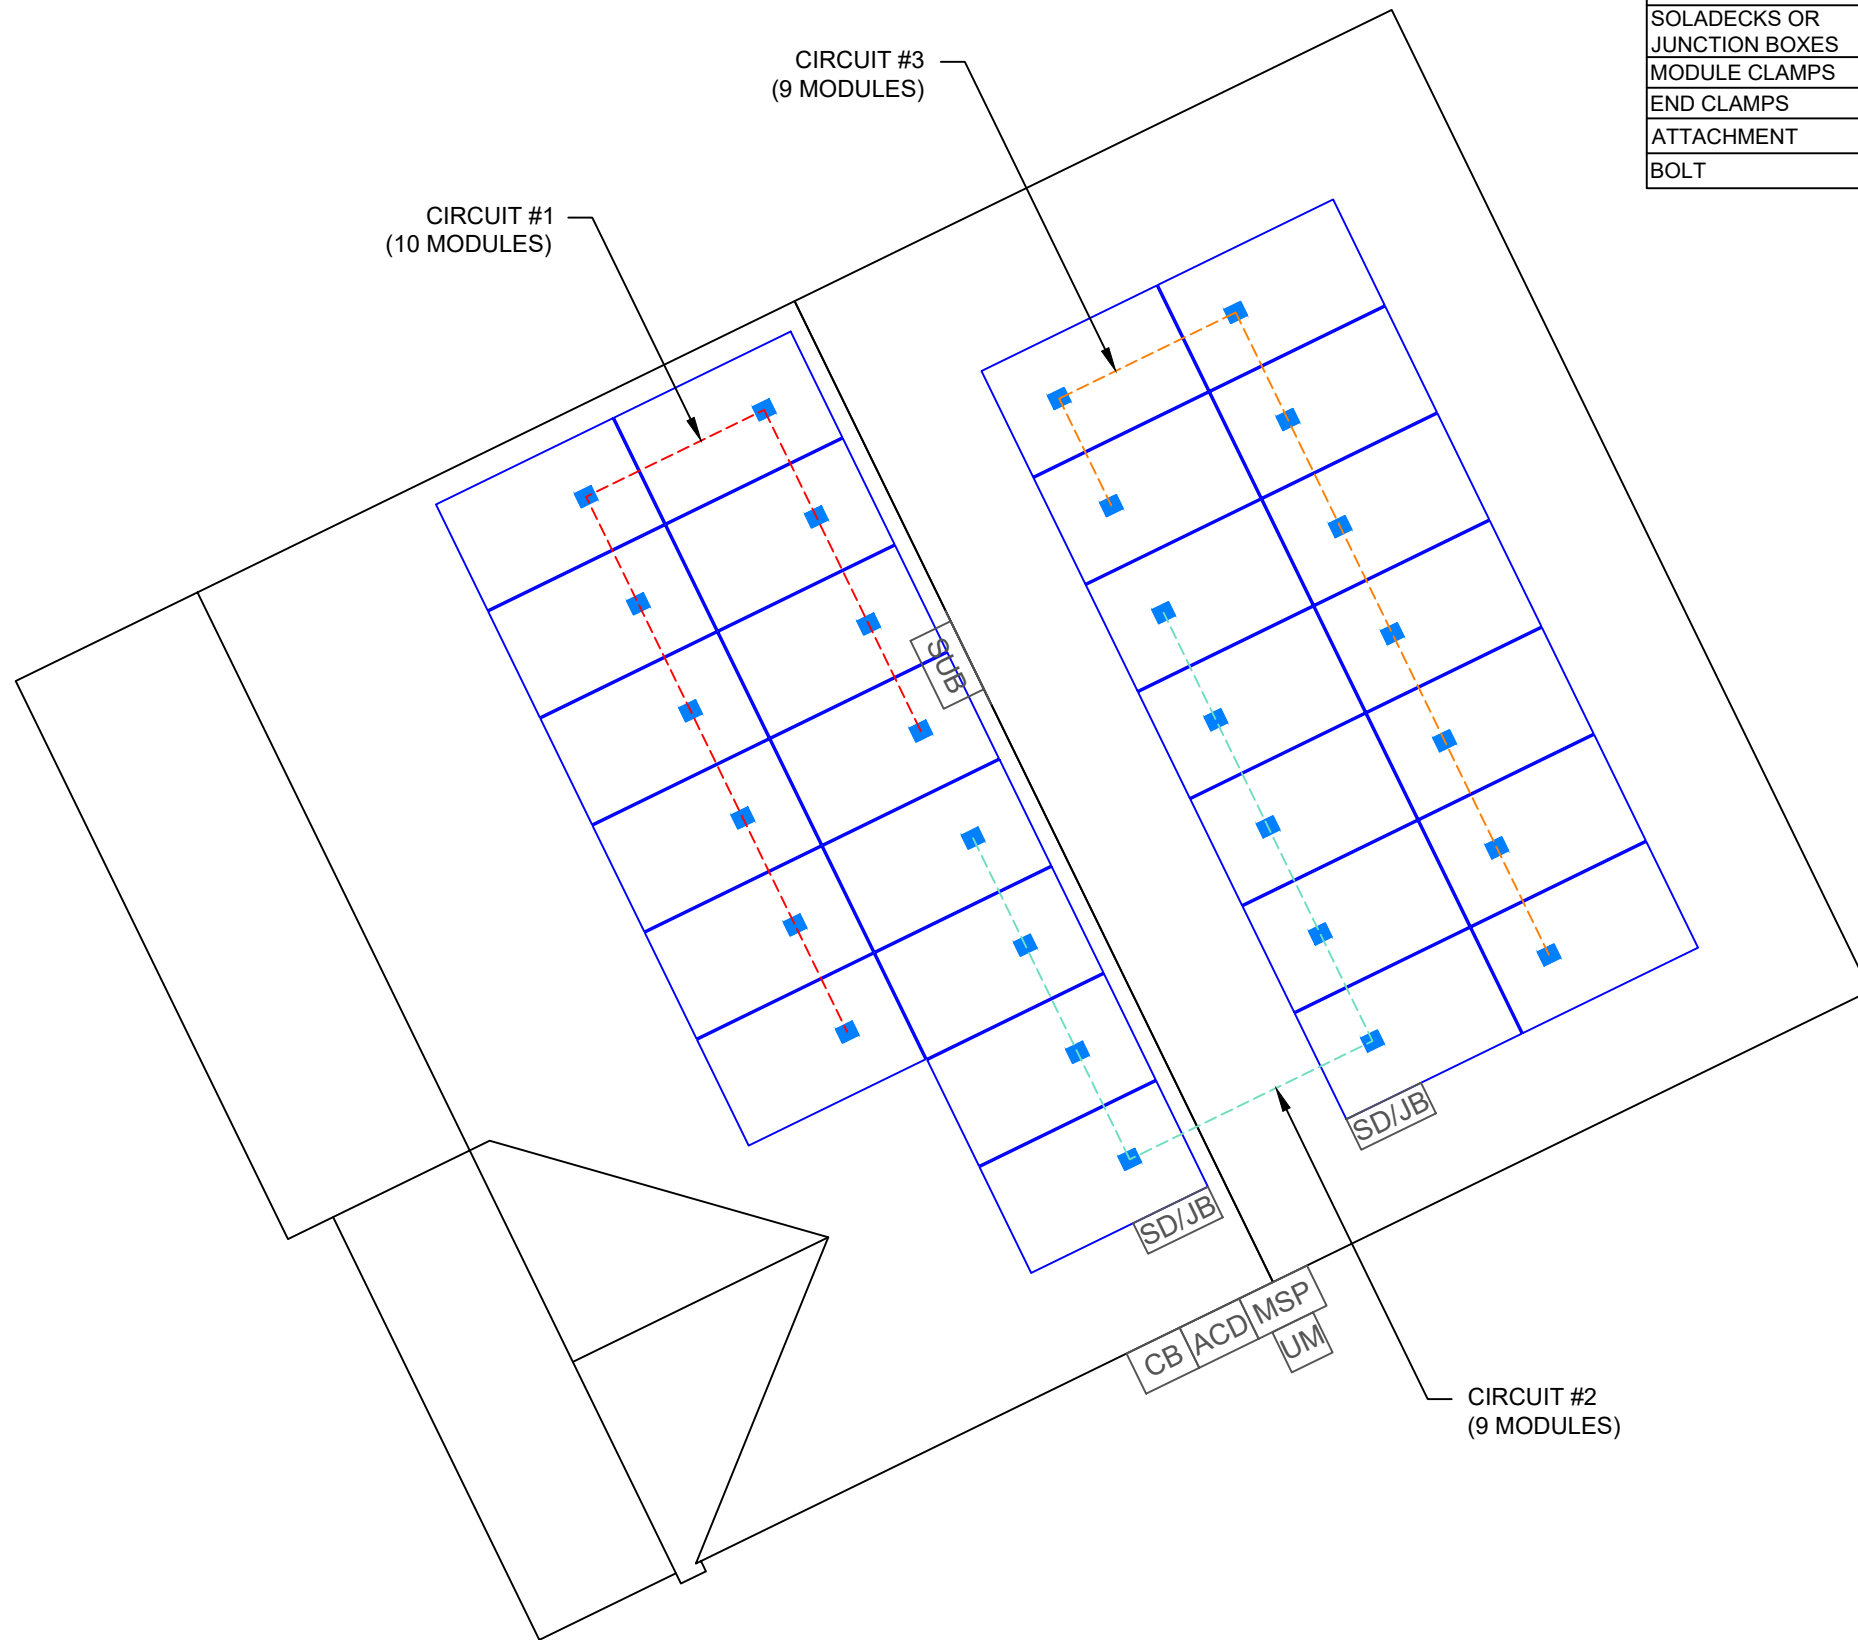 SOLADECKS OR
JUNCTION BOXES
MODULE CLAMPS
END CLAMPS
ATTACHMENT
BOLT
CIRCUIT #3
(9 MODULES)
CIRCUIT #1
(10 MODULES)
SUB
SD/JB
SD/JB
MSP
ACD
CB
UM
CIRCUIT #2
(9 MODULES)